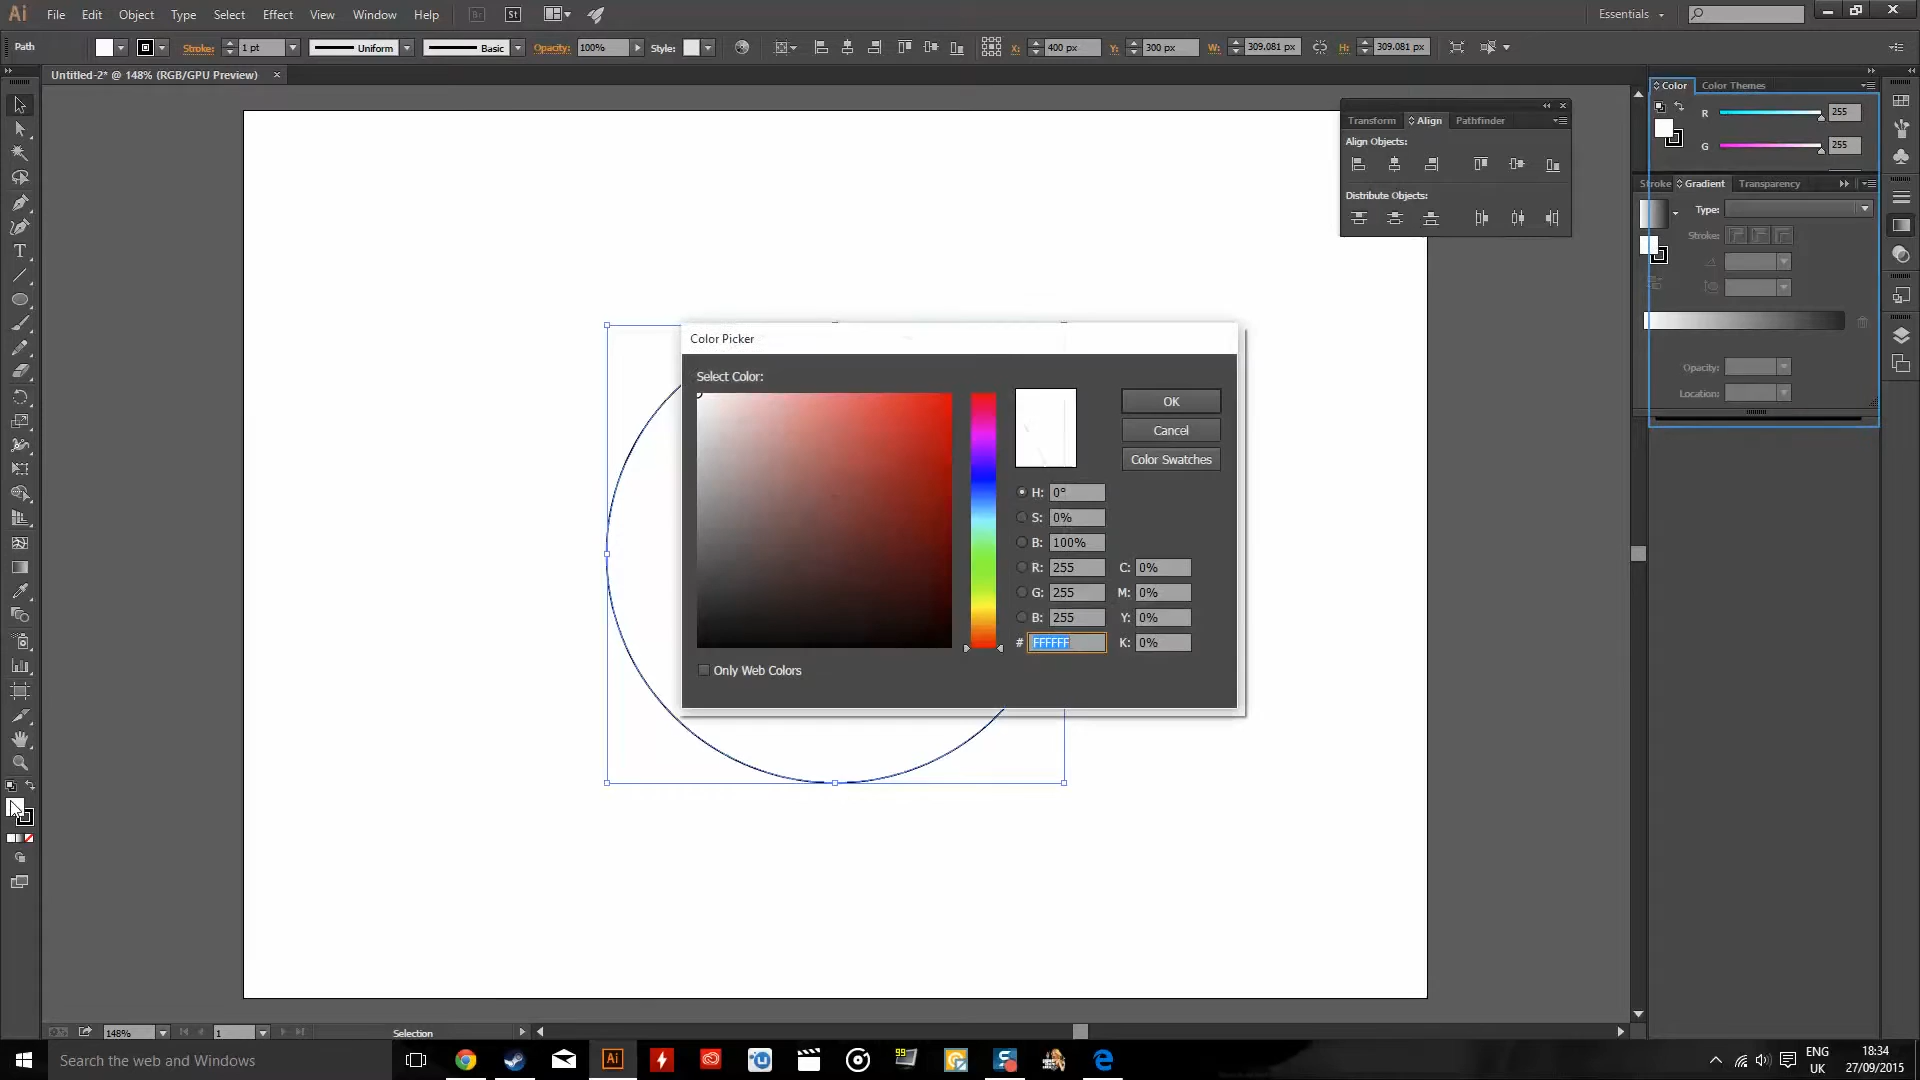 Ai File Edit Object Type Select Effect View Window Help Br St Essentials
Path Stroke: 1 pt Uniform Basic Opacity: 100% Style: X: 400 px Y: 300 px W: 309.081 px H: 309.081 px
Untitled-2* @ 148% (RGB/GPU Preview)
Color Color Themes
R 255
G 255
Transform Align Pathfinder
Align Objects:
Distribute Objects:
Stroke Gradient Transparency
Type:
Stroke:
Opacity:
Location:
Color Picker
Select Color:
OK
Cancel
Color Swatches
H: 0°
S: 0%
B: 100%
R: 255 C: 0%
G: 255 M: 0%
B: 255 Y: 0%
# FFFFFF K: 0%
Only Web Colors
148% 1 Selection
Search the web and Windows
Ai
99
ENG
UK
18:34
27/09/2015